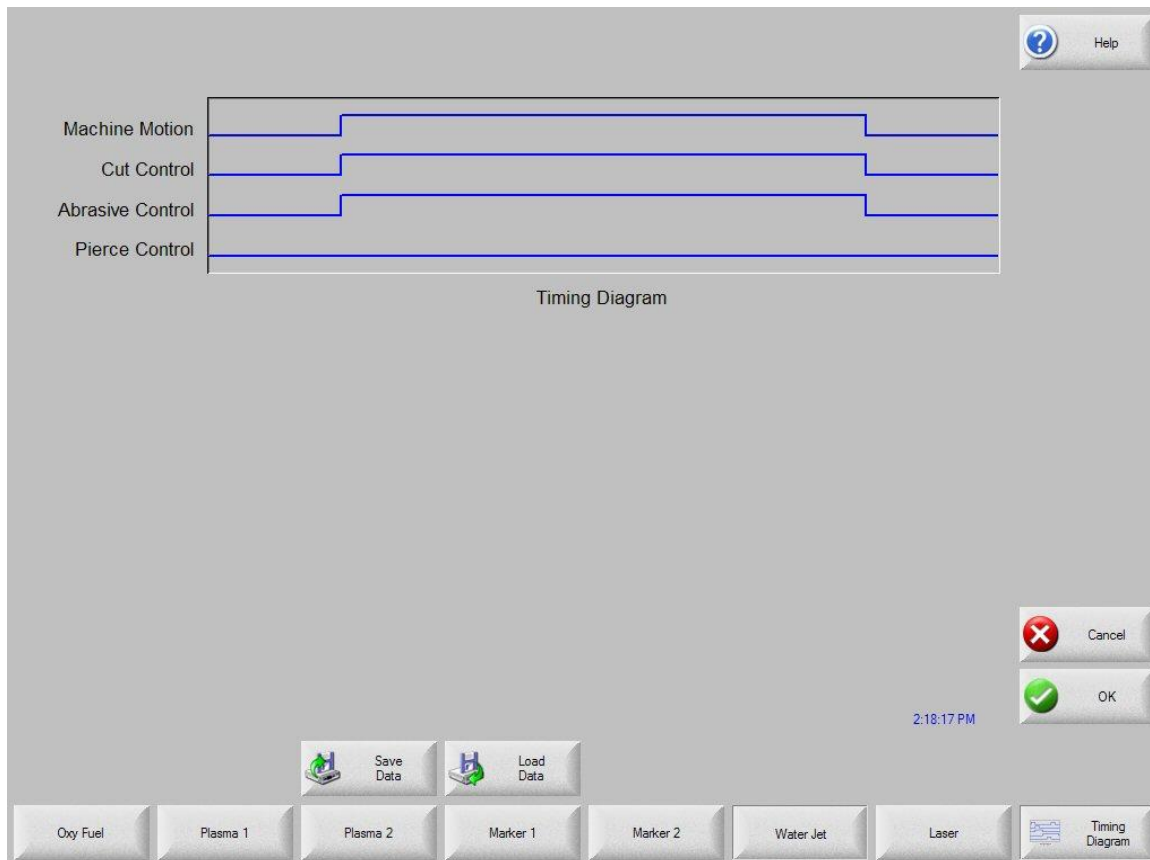 Help
Machine Motion
Cut Control
Abrasive Control
Pierce Control
Timing Diagram
Cancel
OK
2:18:17 PM
Save
Data
Load
Data
Oxy Fuel
Plasma 1
Plasma 2
Marker 1
Marker 2
Water Jet
Laser
Timing
Diagram